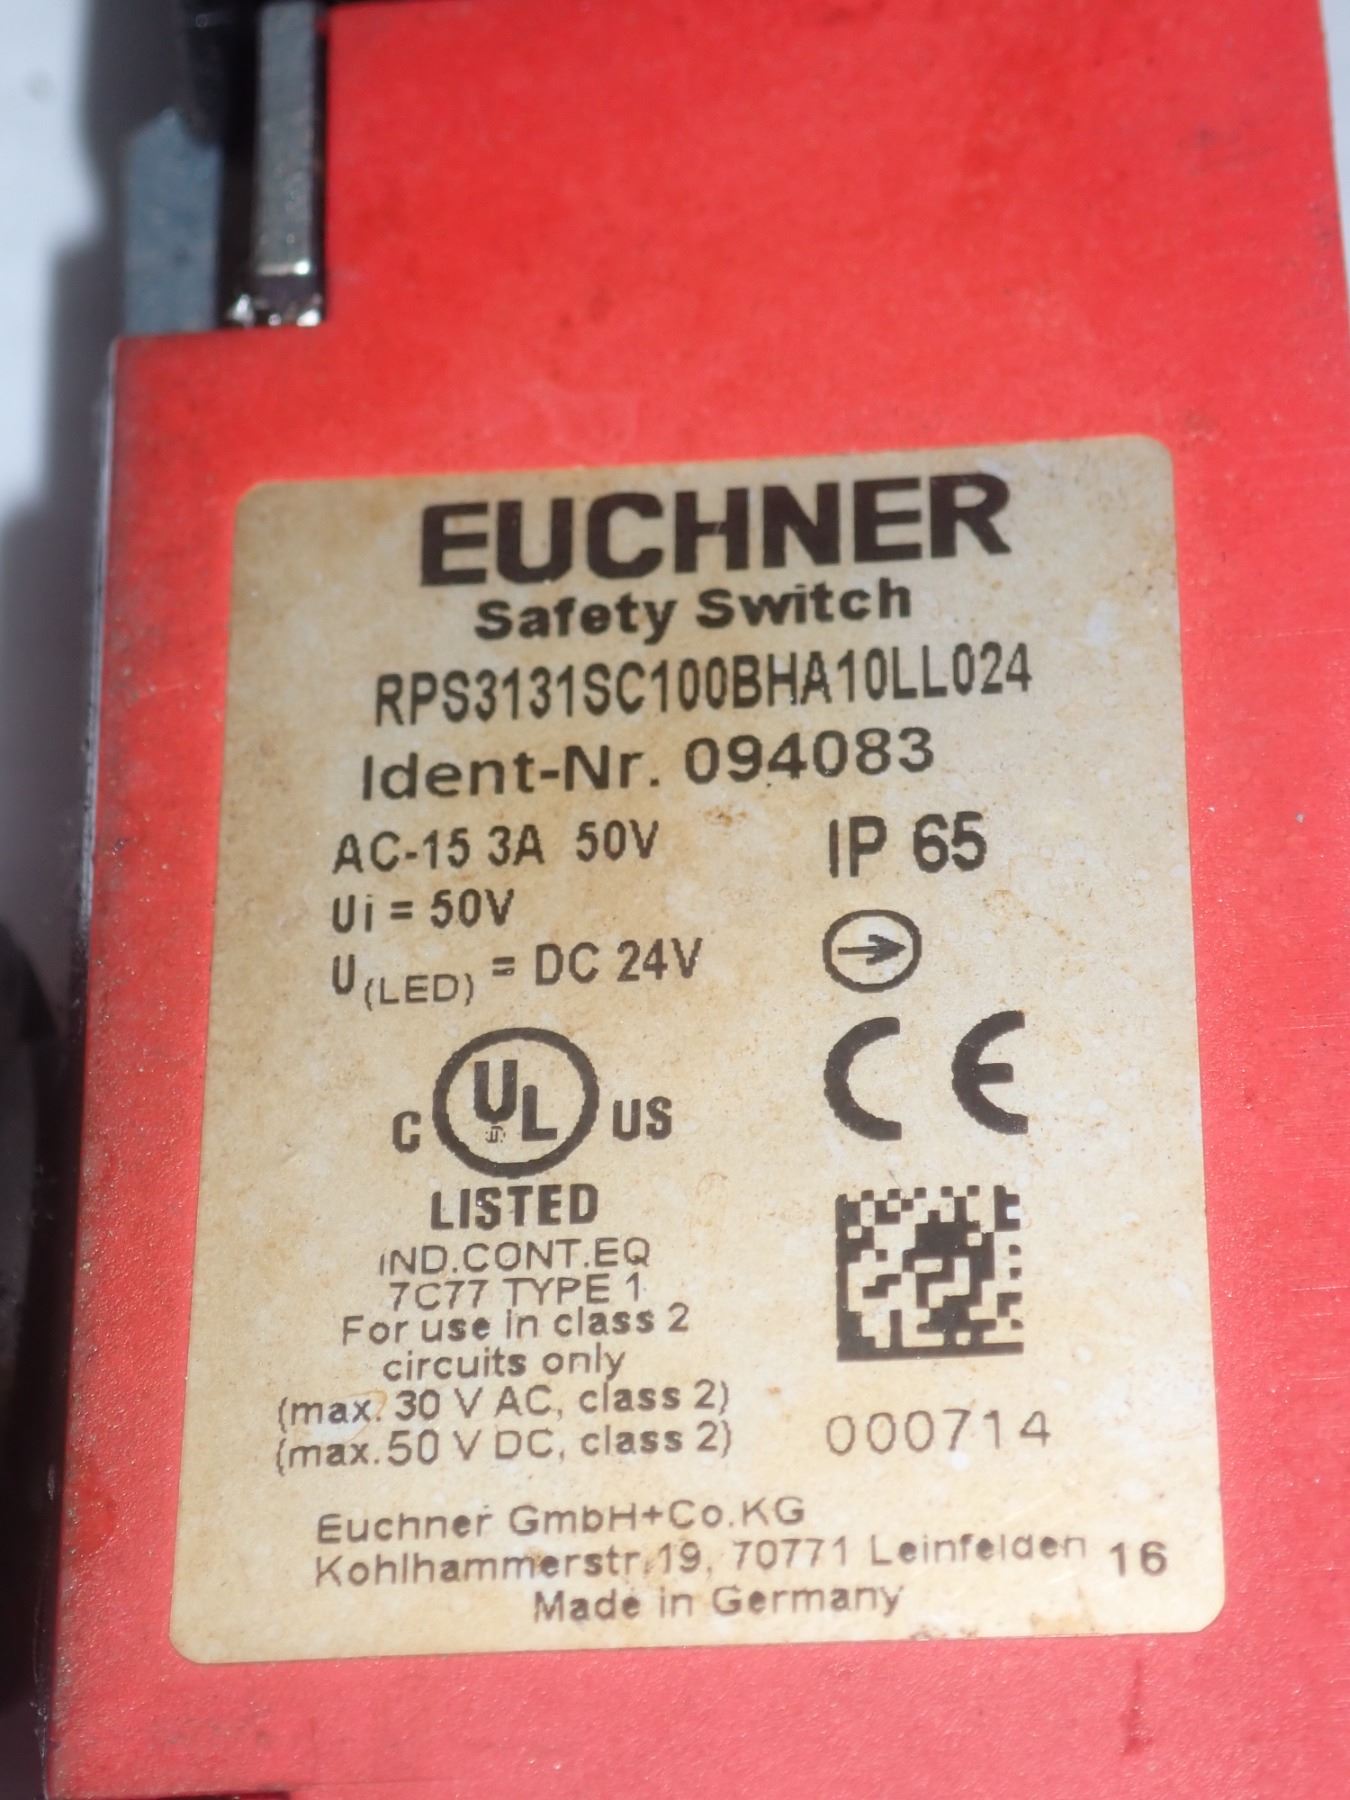 EUCHNER
Safety Switch
RPS3131SC100BHA10LL024
Ident-Nr. 094083
AC-15 3A 50V
IP 65
Ui = 50V
U(LED) = DC 24V
C UL US
CE
LISTED
IND.CONT.EQ
7C77 TYPE 1
For use in class 2
circuits only
(max. 30 V AC, class 2)
(max. 50 V DC, class 2)
000714
Euchner GmbH+Co.KG
Kohlhammerstr.19, 70771 Leinfelden 16
Made in Germany